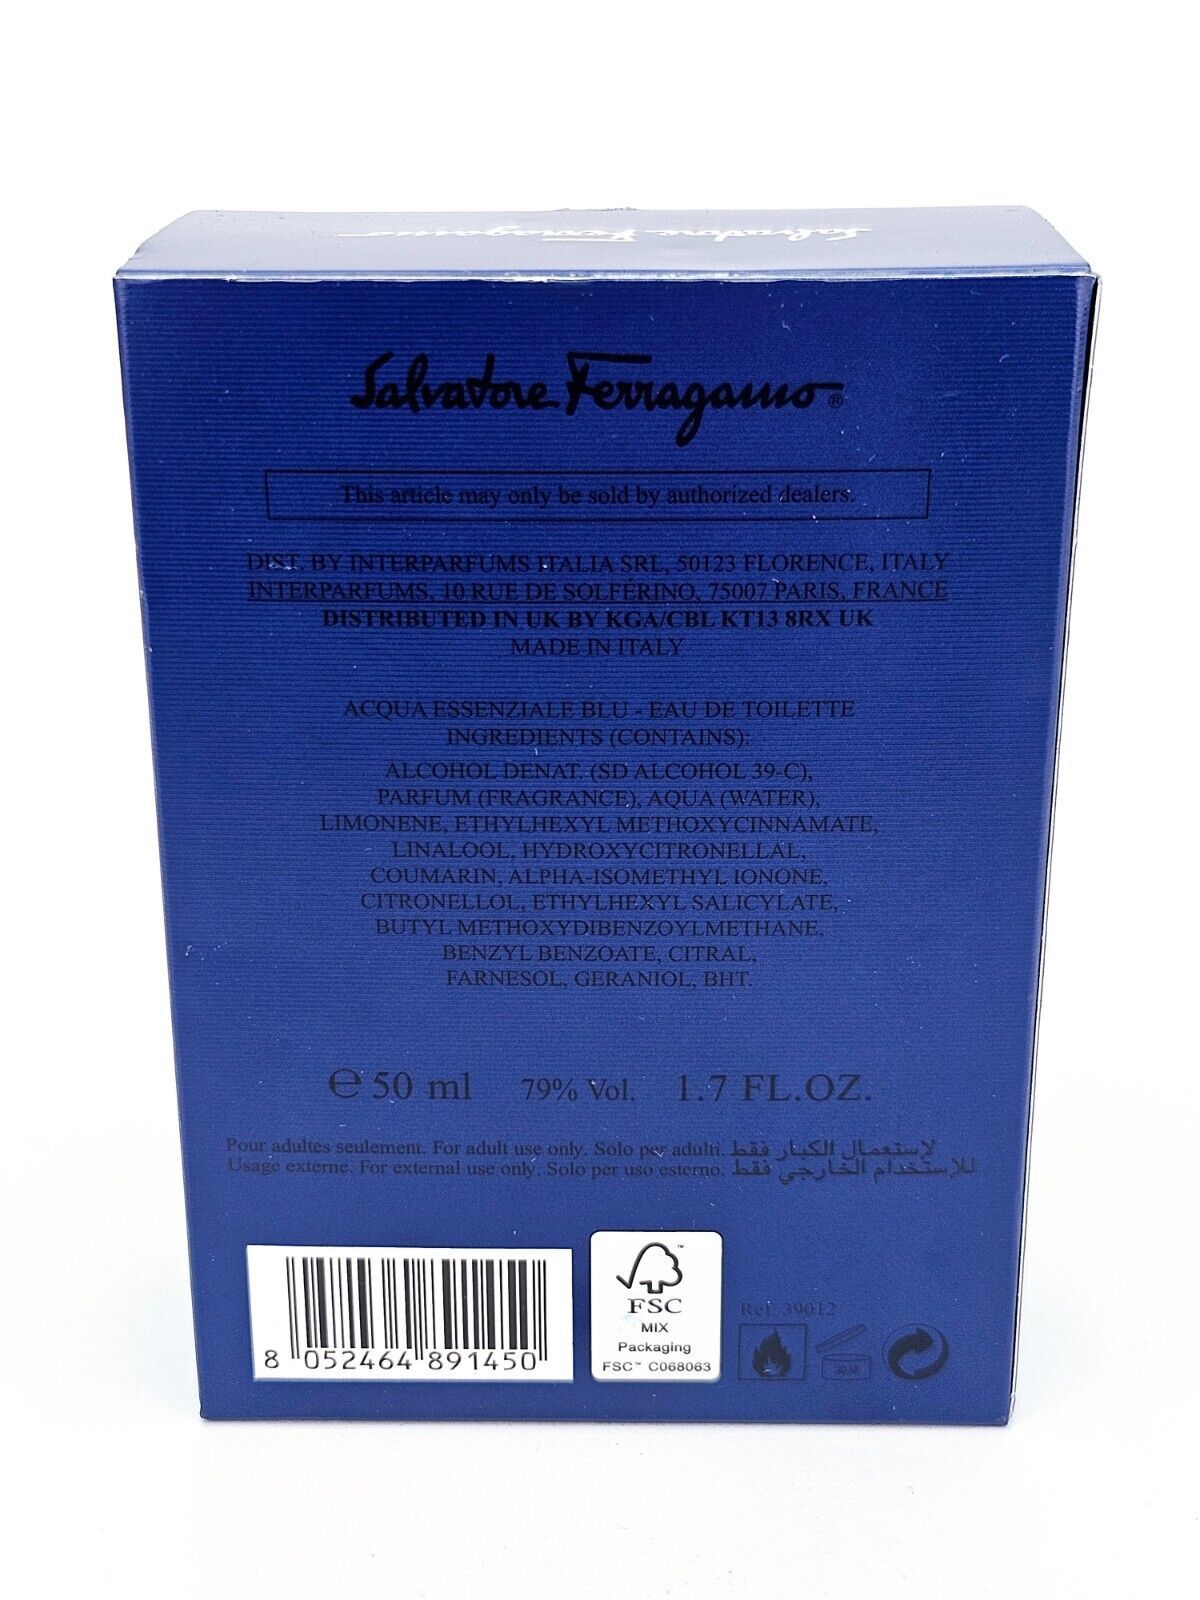 Salvatore Ferragamo
Salvatore Ferragamo®
This article may only be sold by authorized dealers.
DIST. BY INTERPARFUMS ITALIA SRL, 50123 FLORENCE, ITALY
INTERPARFUMS, 10 RUE DE SOLFÉRINO, 75007 PARIS, FRANCE
DISTRIBUTED IN UK BY KGA/CBL KT13 8RX UK
MADE IN ITALY
ACQUA ESSENZIALE BLU - EAU DE TOILETTE
INGREDIENTS (CONTAINS):
ALCOHOL DENAT. (SD ALCOHOL 39-C),
PARFUM (FRAGRANCE), AQUA (WATER),
LIMONENE, ETHYLHEXYL METHOXYCINNAMATE,
LINALOOL, HYDROXYCITRONELLAL,
COUMARIN, ALPHA-ISOMETHYL IONONE,
CITRONELLOL, ETHYLHEXYL SALICYLATE,
BUTYL METHOXYDIBENZOYLMETHANE,
BENZYL BENZOATE, CITRAL,
FARNESOL, GERANIOL, BHT.
℮ 50 ml 79% Vol. 1.7 FL.OZ.
Pour adultes seulement. For adult use only. Solo per adulti. لاستعمال الكبار فقط
Usage externe. For external use only. Solo per uso esterno. للاستخدام الخارجي فقط
8 052464 891450
FSC
MIX
Packaging
FSC™ C068063
Ref. 39012